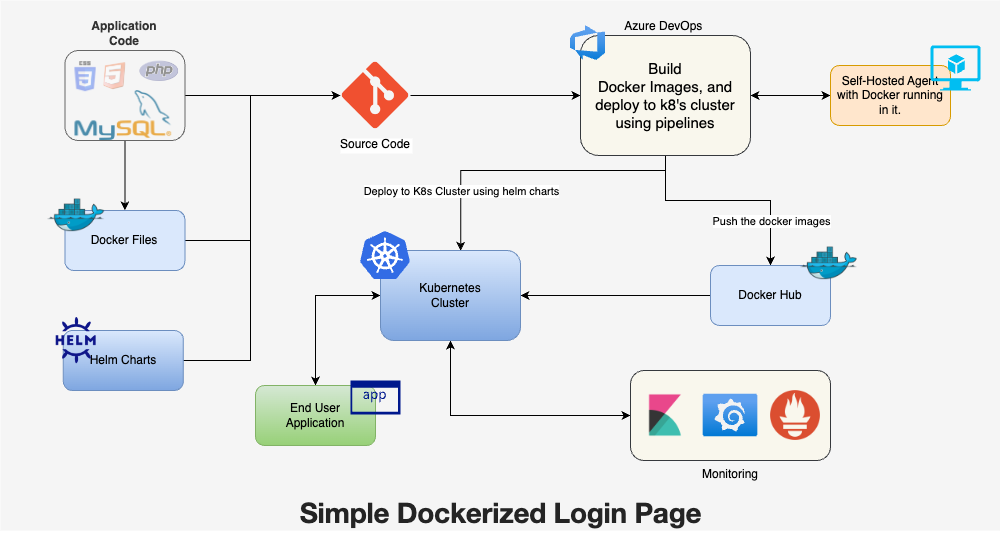 Application
Code
Azure DevOps
3
5
php
MySQL
Build
Docker Images, and
deploy to k8's cluster
using pipelines
Self-Hosted Agent
with Docker running
in it.
Source Code
Deploy to K8s Cluster using helm charts
Push the docker images
Docker Files
Kubernetes
Cluster
Docker Hub
HELM
Helm Charts
app
End User
Application
Monitoring
Simple Dockerized Login Page